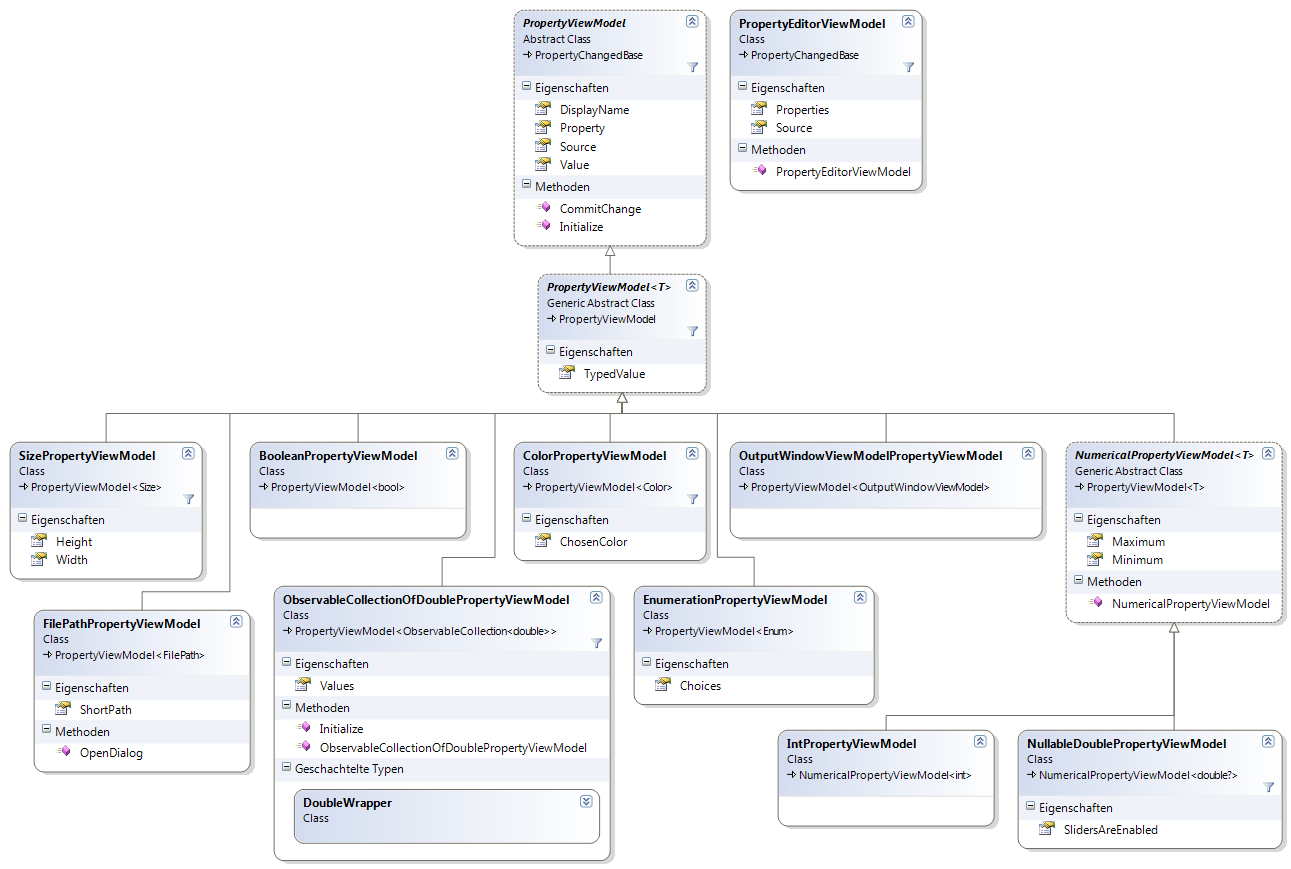 PropertyViewModel
Abstract Class
PropertyChangedBase
Eigenschaften
DisplayName
Property
Source
Value
Methoden
CommitChange
Initialize
PropertyEditorViewModel
Class
PropertyChangedBase
Eigenschaften
Properties
Source
Methoden
PropertyEditorViewModel
PropertyViewModel<T>
Generic Abstract Class
PropertyViewModel
Eigenschaften
TypedValue
SizePropertyViewModel
Class
PropertyViewModel<Size>
Eigenschaften
Height
Width
BooleanPropertyViewModel
Class
PropertyViewModel<bool>
ColorPropertyViewModel
Class
PropertyViewModel<Color>
Eigenschaften
ChosenColor
OutputWindowViewModelPropertyViewModel
Class
PropertyViewModel<OutputWindowViewModel>
NumericalPropertyViewModel<T>
Generic Abstract Class
PropertyViewModel<T>
Eigenschaften
Maximum
Minimum
Methoden
NumericalPropertyViewModel
FilePathPropertyViewModel
Class
PropertyViewModel<FilePath>
Eigenschaften
ShortPath
Methoden
OpenDialog
ObservableCollectionOfDoublePropertyViewModel
Class
PropertyViewModel<ObservableCollection<double>>
Eigenschaften
Values
Methoden
Initialize
ObservableCollectionOfDoublePropertyViewModel
Geschachtelte Typen
DoubleWrapper
Class
EnumerationPropertyViewModel
Class
PropertyViewModel<Enum>
Eigenschaften
Choices
IntPropertyViewModel
Class
NumericalPropertyViewModel<int>
NullableDoublePropertyViewModel
Class
NumericalPropertyViewModel<double?>
Eigenschaften
SlidersAreEnabled